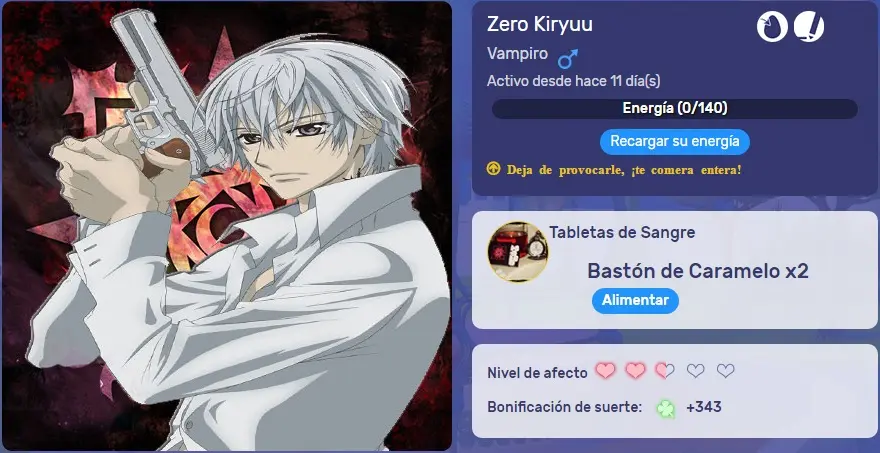 Zero Kiryuu
Vampiro
Activo desde hace 11 día(s)
Energía (0/140)
Recargar su energía
Deja de provocarle, ¡te comera entera!
Tabletas de Sangre
Bastón de Caramelo x2
Alimentar
Nivel de afecto
Bonificación de suerte: +343